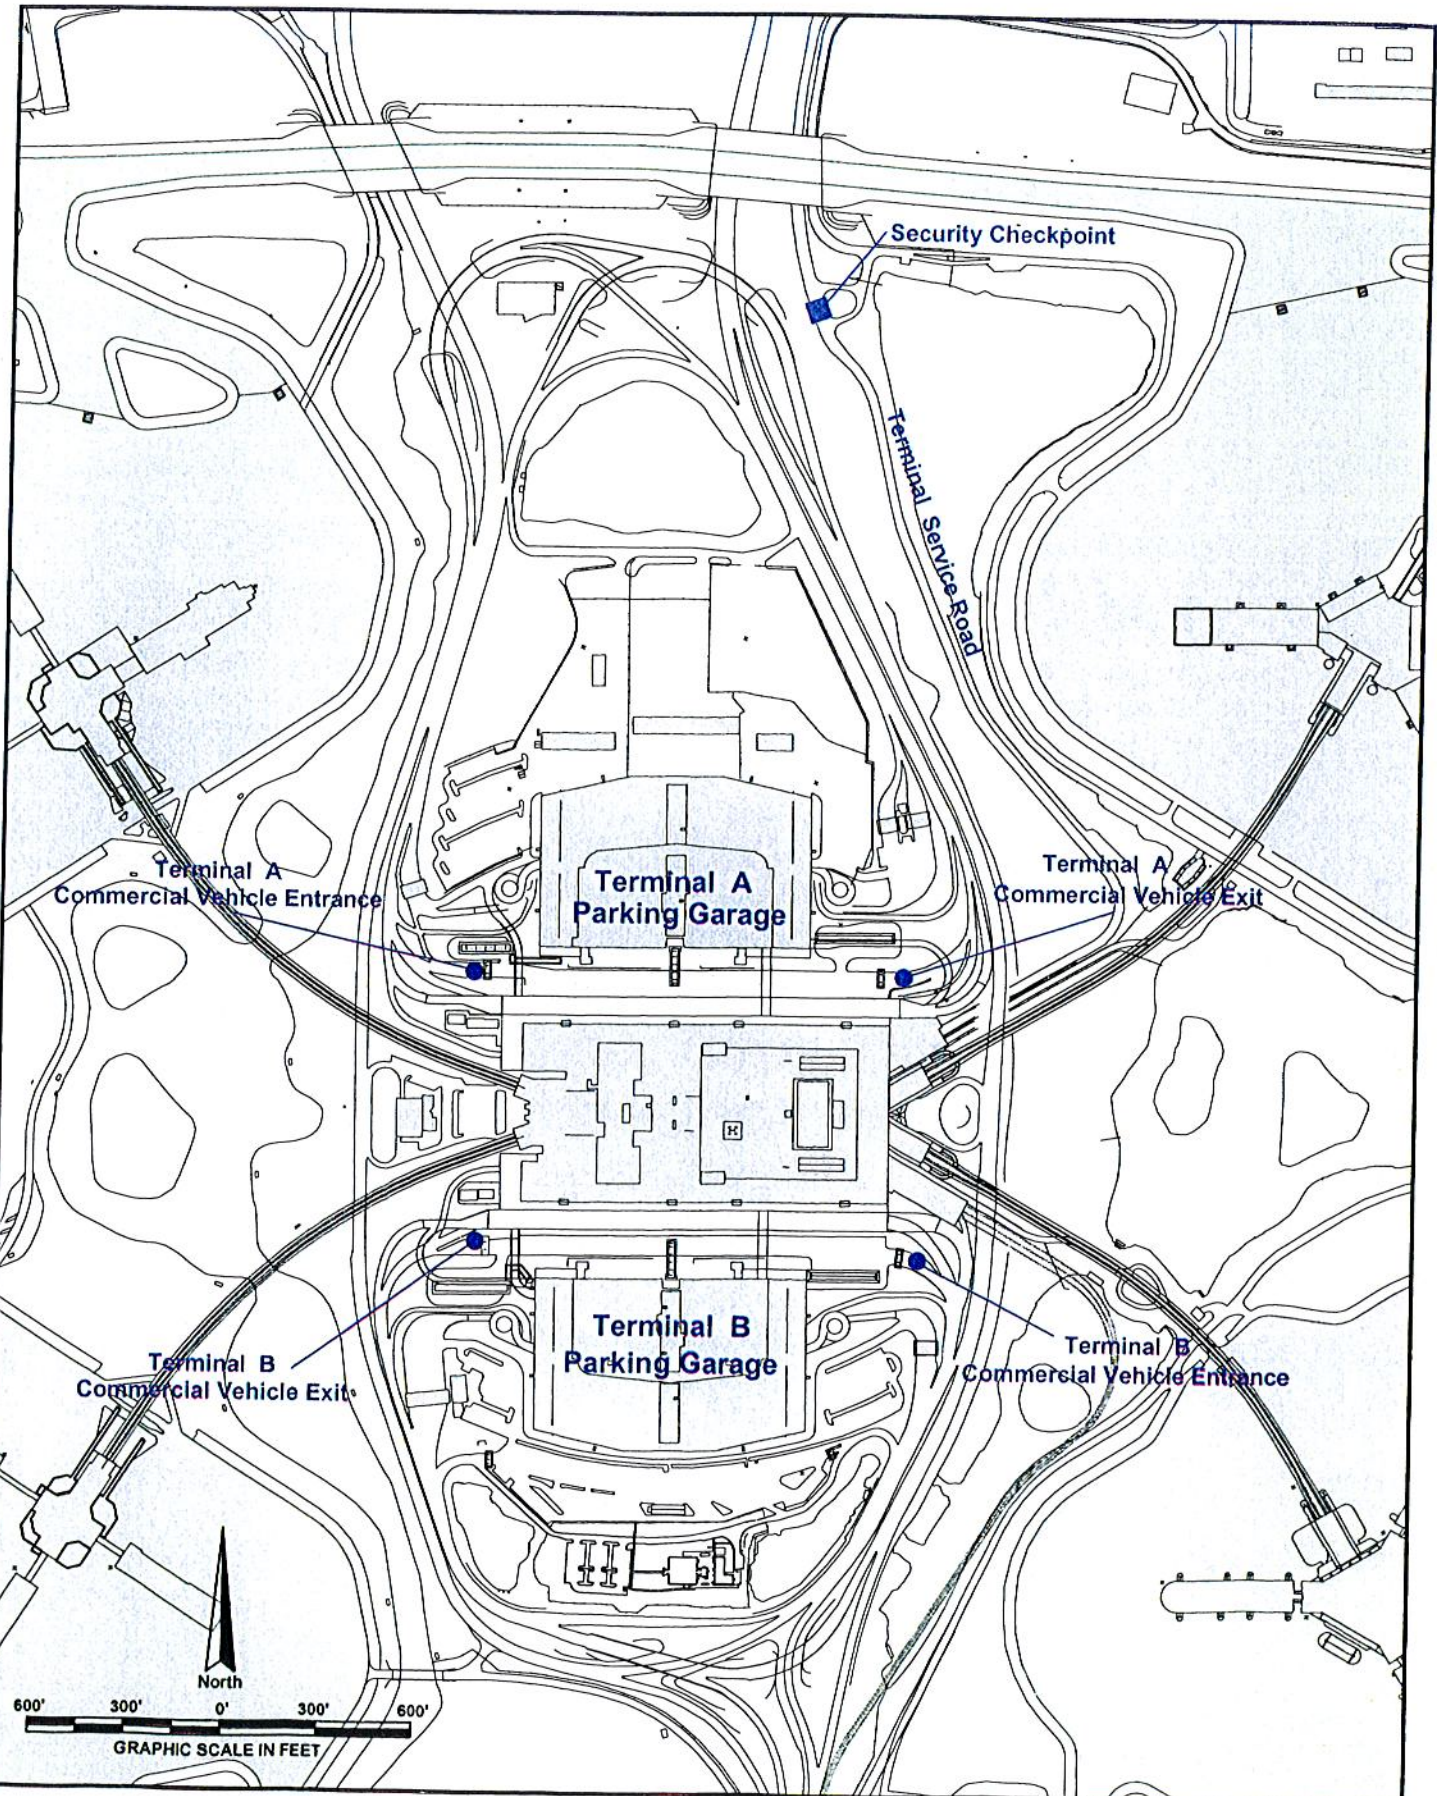 Security Checkpoint
Terminal Service Road
Terminal A
Commercial Vehicle Entrance
Terminal A
Parking Garage
Terminal A
Commercial Vehicle Exit
H
Terminal B
Commercial Vehicle Exit
Terminal B
Parking Garage
Terminal B
Commercial Vehicle Entrance
North
600' 300' 0' 300' 600'
GRAPHIC SCALE IN FEET